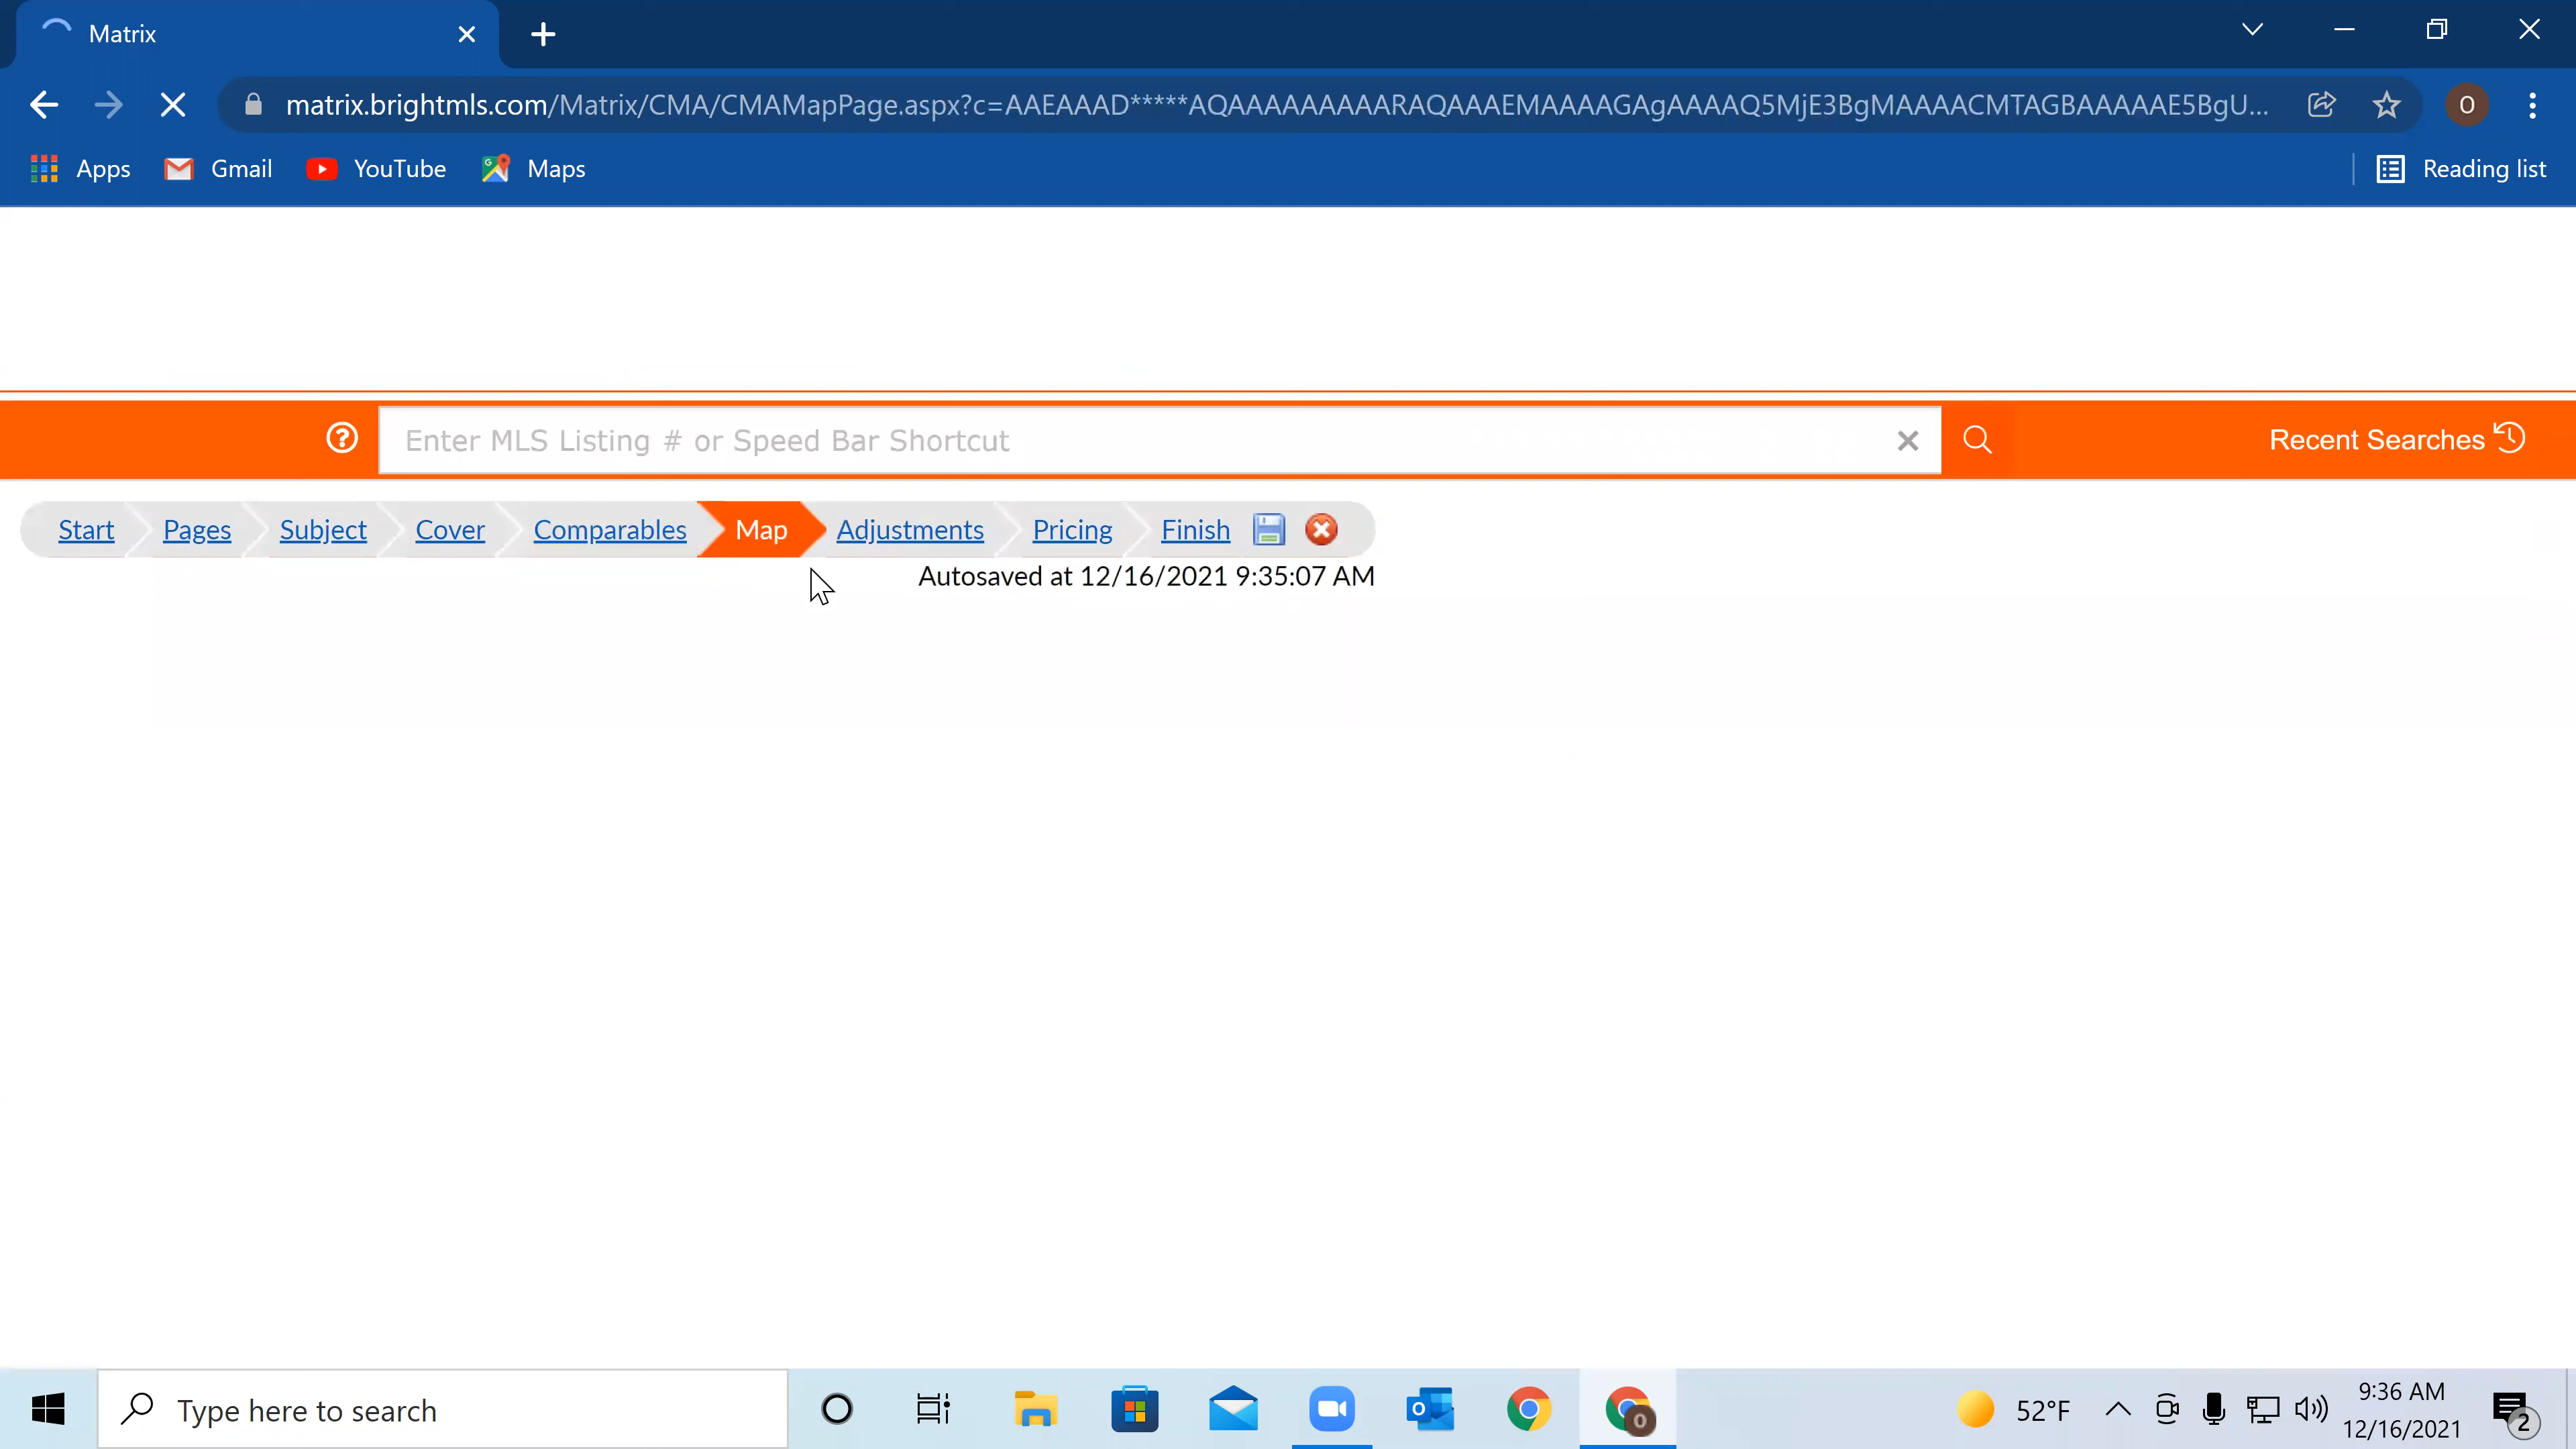 Matrix
matrix.brightmls.com/Matrix/CMA/CMAMapPage.aspx?c=AAEAAAD*****AQAAAAAAAAARAQAAAEMAAAAGAgAAAAQ5MjE3BgMAAAACMTAGBAAAAAE5BgU...
O
Apps
Gmail
YouTube
Maps
Reading list
Enter MLS Listing # or Speed Bar Shortcut
Recent Searches
Start
Pages
Subject
Cover
Comparables
Map
Adjustments
Pricing
Finish
Autosaved at 12/16/2021 9:35:07 AM
Type here to search
52°F
9:36 AM
12/16/2021
2